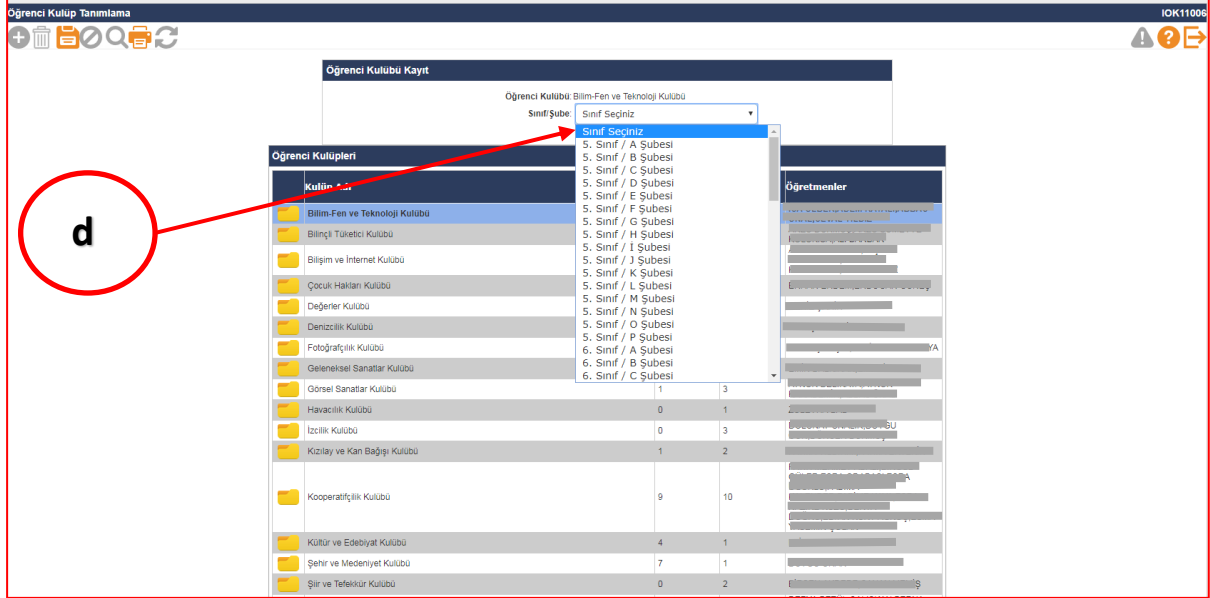 Öğrenci Kulüp Tanımlama IOK11006
Öğrenci Kulübü Kayıt
Öğrenci Kulübü: Bilim-Fen ve Teknoloji Kulübü
Sınıf/Şube: Sınıf Seçiniz
Sınıf Seçiniz
5. Sınıf / A Şubesi
5. Sınıf / B Şubesi
5. Sınıf / C Şubesi
5. Sınıf / D Şubesi
5. Sınıf / E Şubesi
5. Sınıf / F Şubesi
5. Sınıf / G Şubesi
5. Sınıf / H Şubesi
5. Sınıf / İ Şubesi
5. Sınıf / J Şubesi
5. Sınıf / K Şubesi
5. Sınıf / L Şubesi
5. Sınıf / M Şubesi
5. Sınıf / N Şubesi
5. Sınıf / O Şubesi
5. Sınıf / P Şubesi
6. Sınıf / A Şubesi
6. Sınıf / B Şubesi
6. Sınıf / C Şubesi
d
Öğrenci Kulüpleri
Kulüp Adı Öğretmenler
Bilim-Fen ve Teknoloji Kulübü
Bilinçli Tüketici Kulübü
Bilişim ve İnternet Kulübü
Çocuk Hakları Kulübü
Değerler Kulübü
Denizcilik Kulübü
Fotoğrafçılık Kulübü YA
Geleneksel Sanatlar Kulübü
Görsel Sanatlar Kulübü 1 3
Havacılık Kulübü 0 1
İzcilik Kulübü 0 3
Kızılay ve Kan Bağışı Kulübü 1 2
Kooperatifçilik Kulübü 9 10
Kültür ve Edebiyat Kulübü 4 1
Şehir ve Medeniyet Kulübü 7 1
Şiir ve Tefekkür Kulübü 0 2